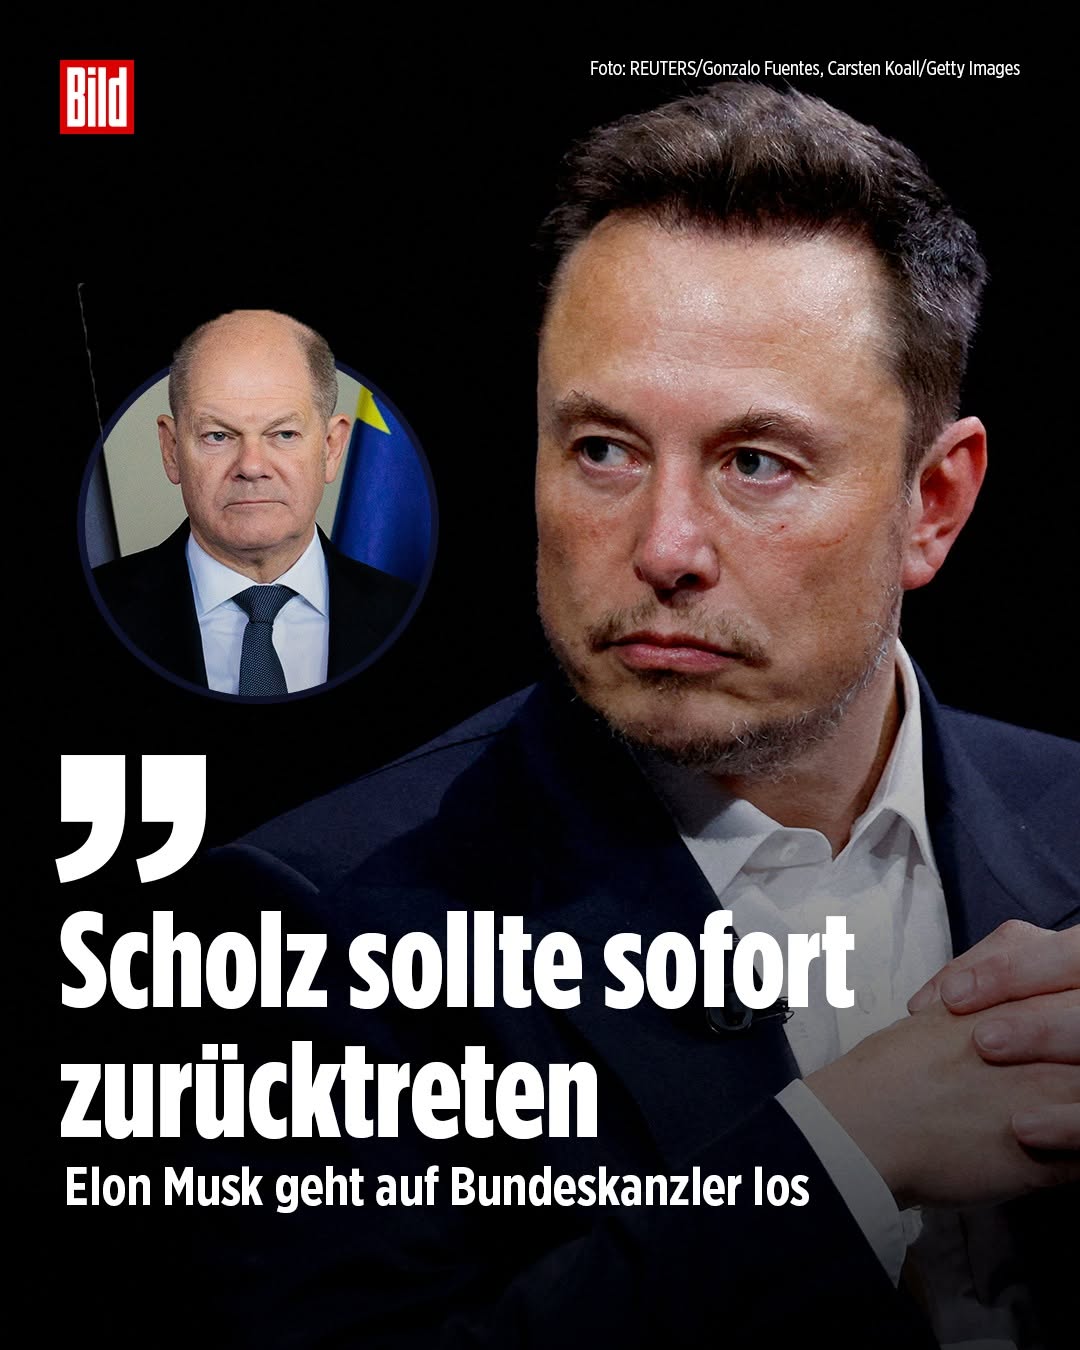 Bild
Foto: REUTERS/Gonzalo Fuentes, Carsten Koall/Getty Images
”
Scholz sollte sofort
zurücktreten
Elon Musk geht auf Bundeskanzler los